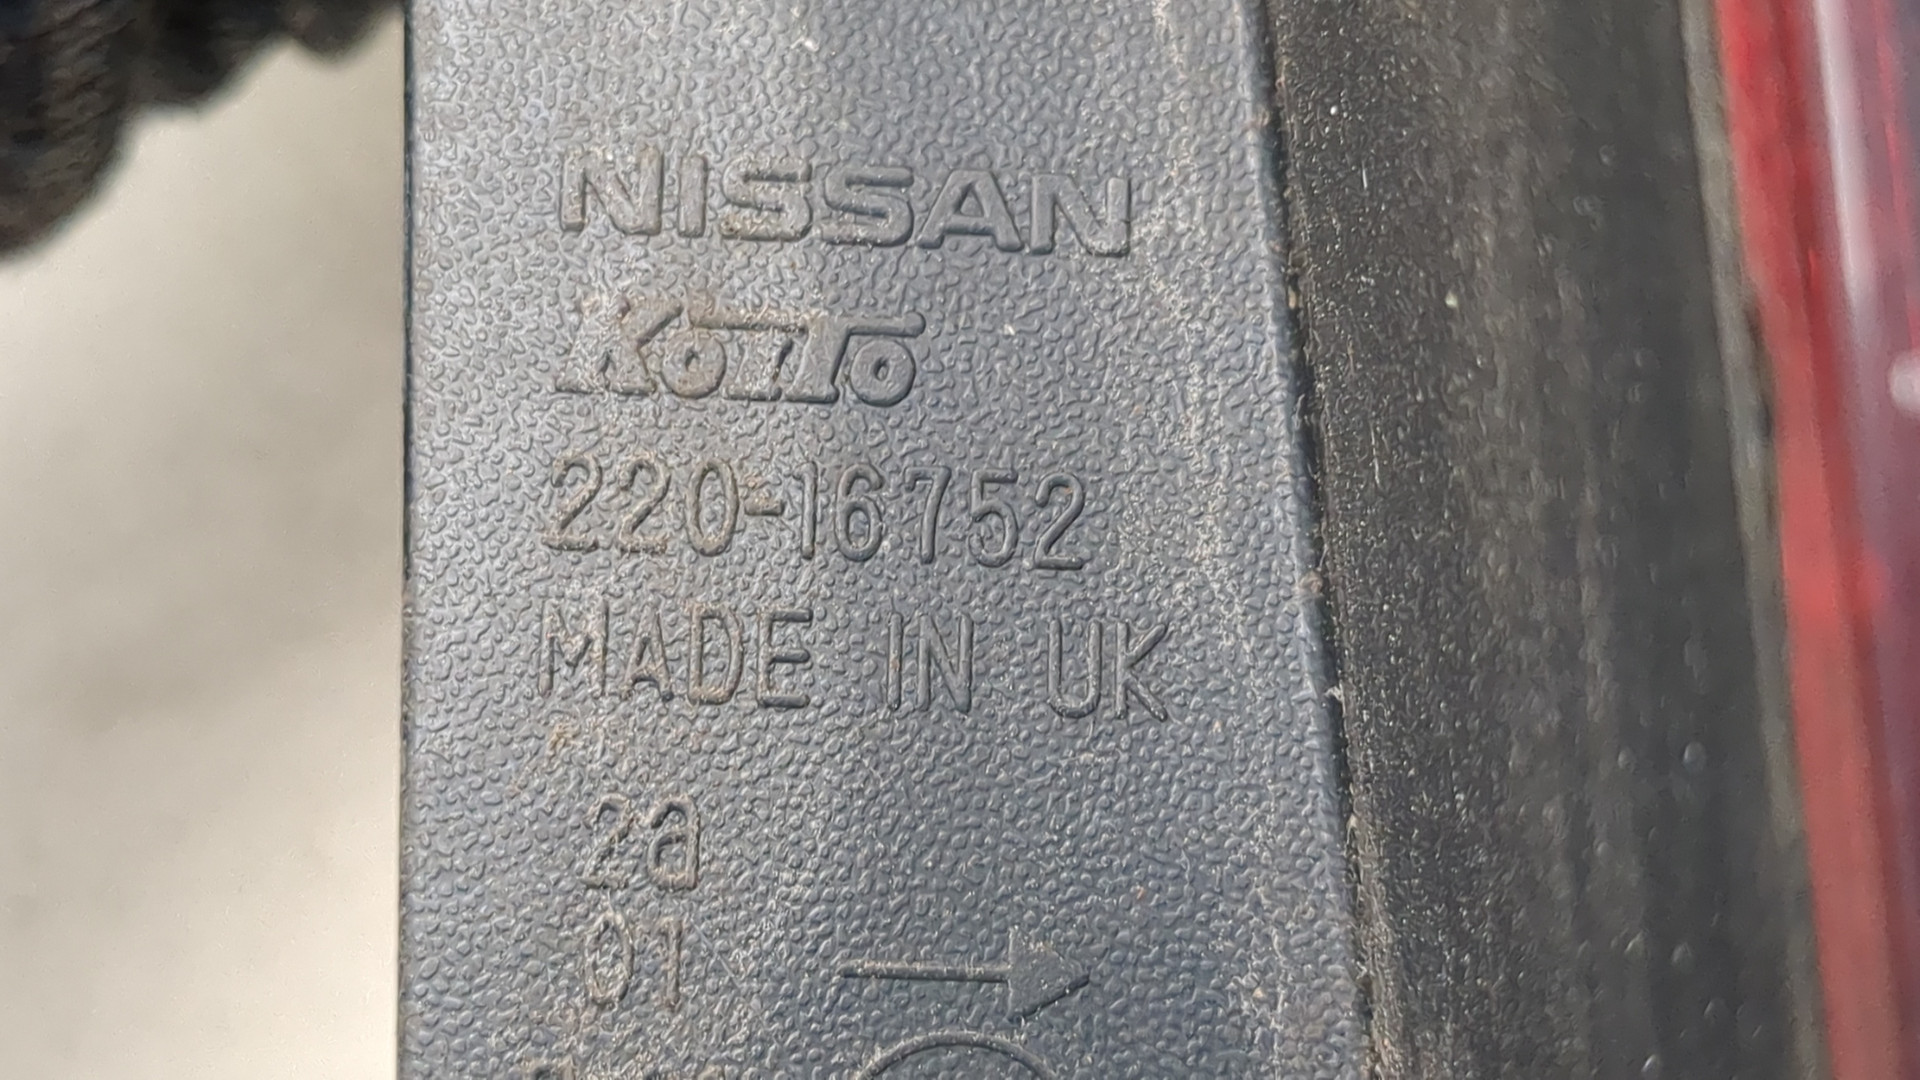 NISSAN
KOITO
220-16752
MADE IN UK
2a
01